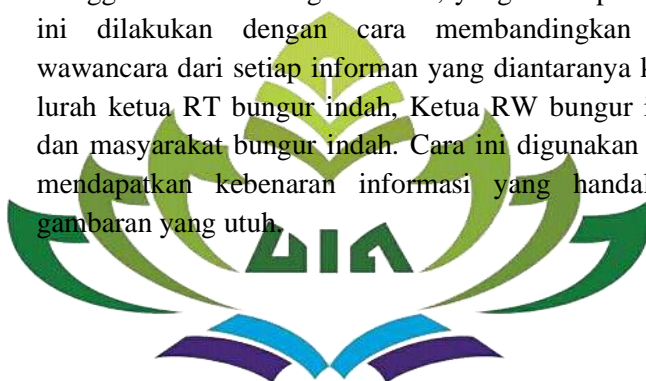 ini dilakukan dengan cara membandingkan
wawancara dari setiap informan yang diantaranya
lurah ketua RT bungur indah, Ketua RW bungur
dan masyarakat bungur indah. Cara ini digunakan
mendapatkan kebenaran informasi yang
gambaran yang utuh.
UIN